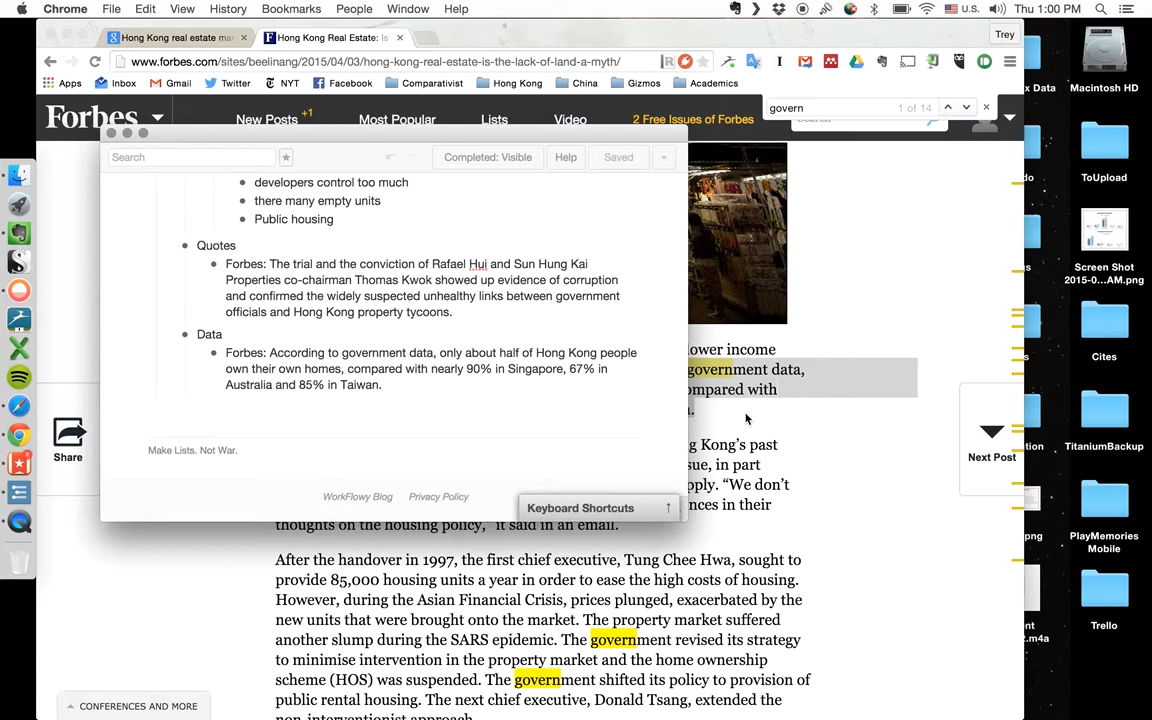 Chrome File Edit View History Bookmarks People Window Help U.S. Thu 1:00 PM
Hong Kong real estate mar × Hong Kong Real Estate: Is × Trey
www.forbes.com/sites/beelinang/2015/04/03/hong-kong-real-estate-is-the-lack-of-land-a-myth/
Apps Inbox Gmail Twitter NYT Facebook Comparativist Hong Kong China Gizmos Academics
govern 1 of 14
Forbes New Posts +1 Most Popular Lists Video 2 Free Issues of Forbes
Search Completed: Visible Help Saved
developers control too much
there many empty units
Public housing
Quotes
Forbes: The trial and the conviction of Rafael Hui and Sun Hung Kai
Properties co-chairman Thomas Kwok showed up evidence of corruption
and confirmed the widely suspected unhealthy links between government
officials and Hong Kong property tycoons.
Data
Forbes: According to government data, only about half of Hong Kong people
own their own homes, compared with nearly 90% in Singapore, 67% in
Australia and 85% in Taiwan.
Make Lists. Not War.
WorkFlowy Blog Privacy Policy
Keyboard Shortcuts ↑
lower income
government data,
compared with
g Kong's past
sue, in part
pply. "We don't
nces in their
thoughts on the housing policy," it said in an email.
After the handover in 1997, the first chief executive, Tung Chee Hwa, sought to
provide 85,000 housing units a year in order to ease the high costs of housing.
However, during the Asian Financial Crisis, prices plunged, exacerbated by the
new units that were brought onto the market. The property market suffered
another slump during the SARS epidemic. The government revised its strategy
to minimise intervention in the property market and the home ownership
scheme (HOS) was suspended. The government shifted its policy to provision of
public rental housing. The next chief executive, Donald Tsang, extended the
non-interventionist approach.
Share
Next Post
CONFERENCES AND MORE
x Data
Macintosh HD
do
ToUpload
gs
Screen Shot
2015-0...AM.png
s
Cites
tion
TitaniumBackup
png
PlayMemories
Mobile
nt
2.m4a
Trello